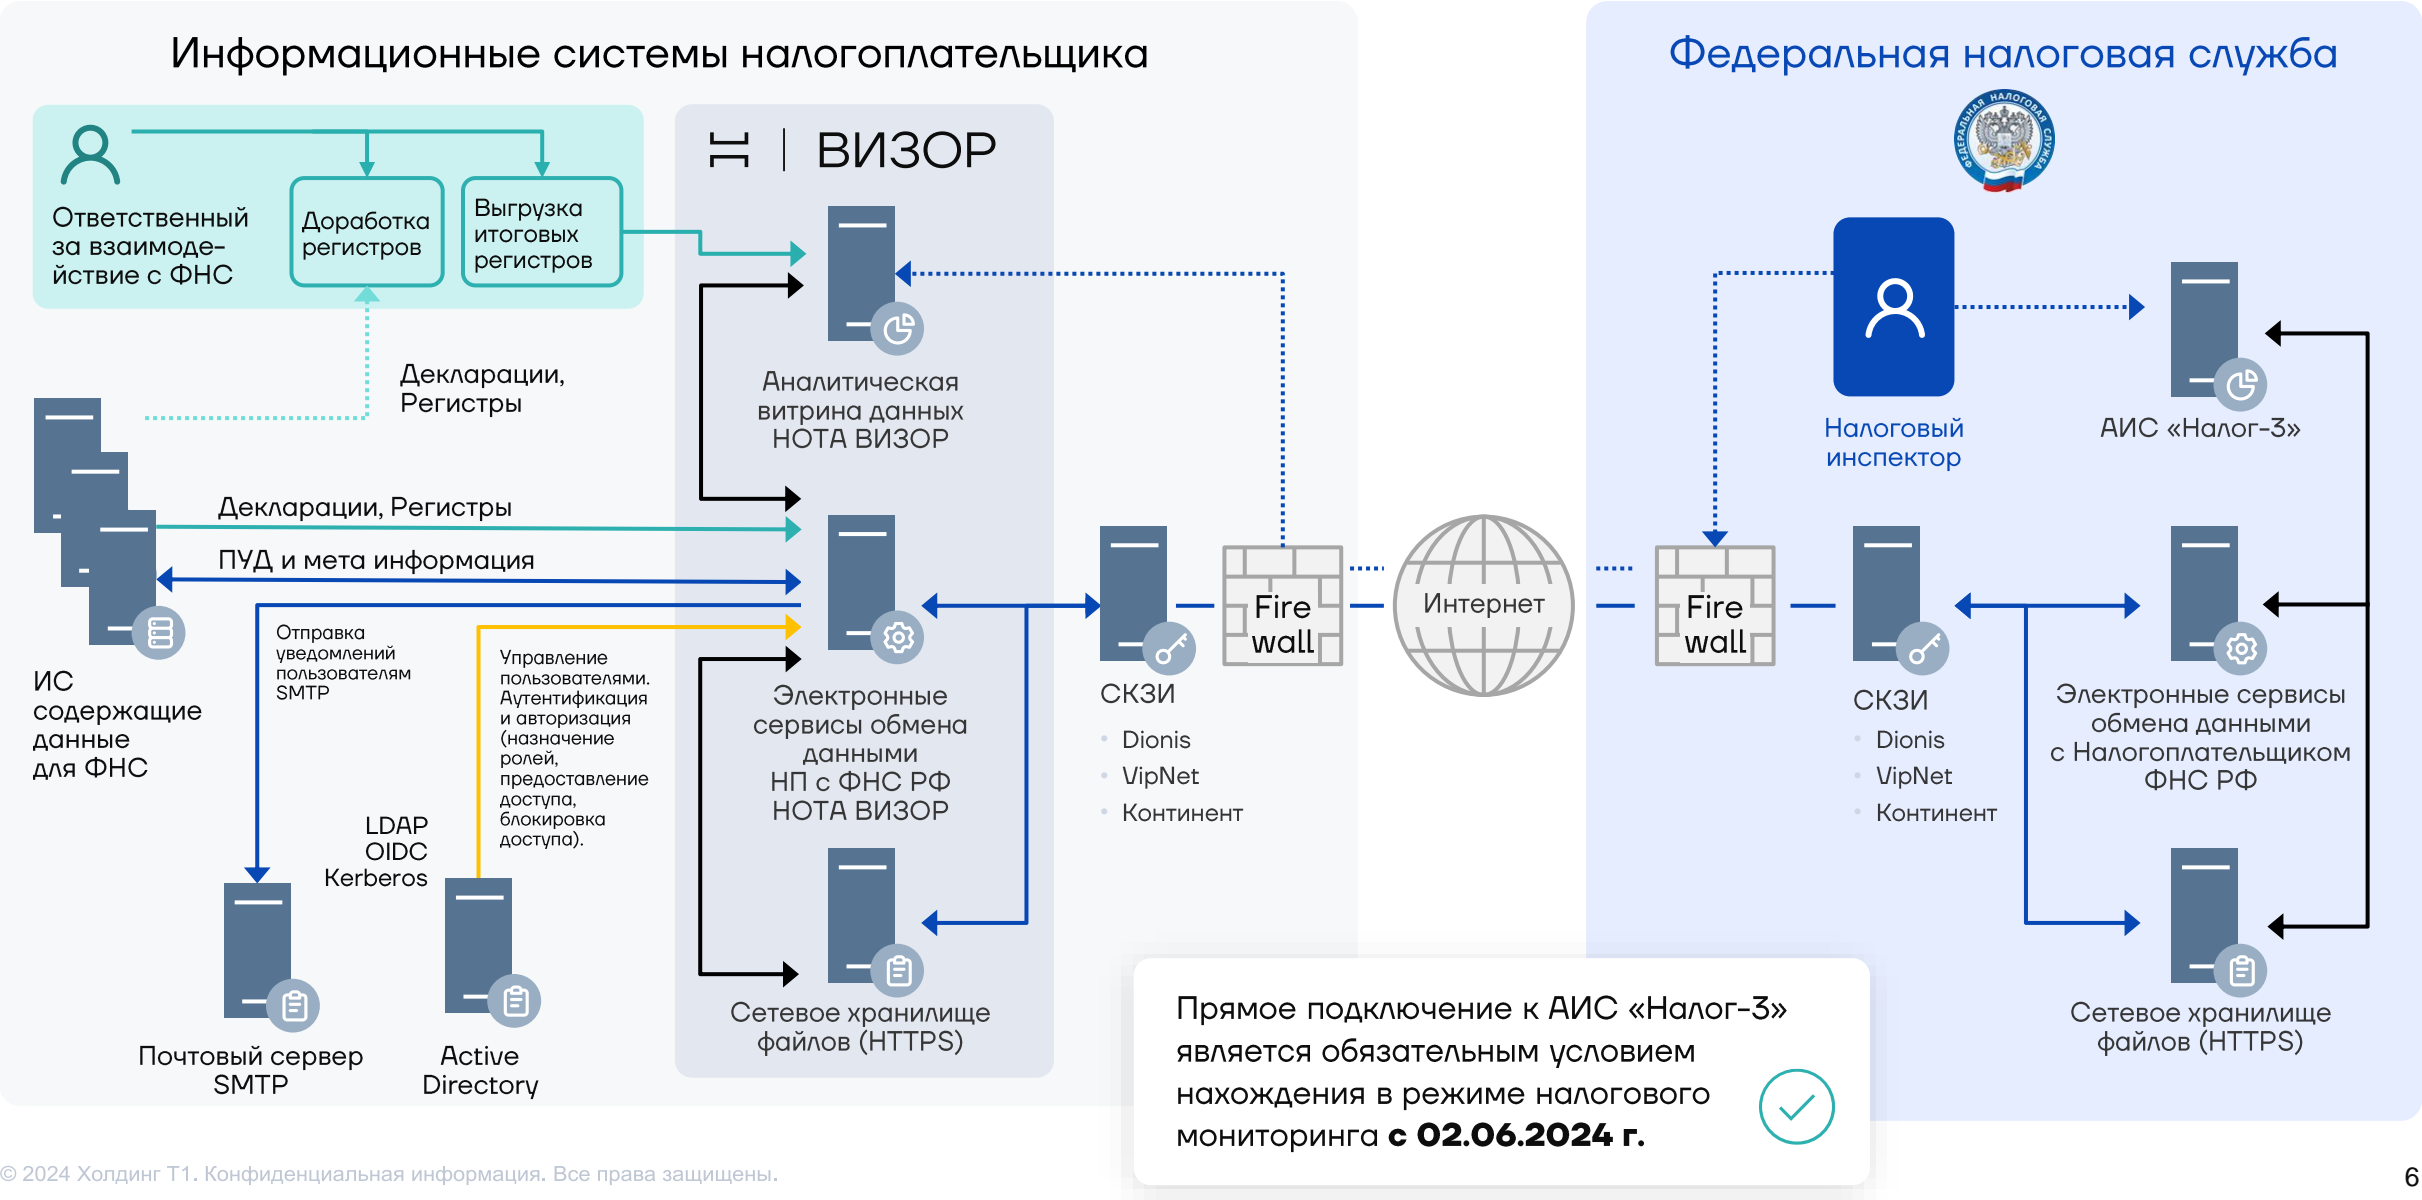 Информационные системы налогоплательщика
Федеральная налоговая служба
ФЕДЕРАЛЬНАЯ НАЛОГОВАЯ СЛУЖБА
Ответственный
за взаимоде-
йствие с ФНС
Доработка
регистров
Выгрузка
итоговых
регистров
ВИЗОР
Декларации,
Регистры
Аналитическая
витрина данных
НОТА ВИЗОР
Налоговый
инспектор
АИС «Налог-3»
Декларации, Регистры
ПУД и мета информация
Отправка
уведомлений
пользователям
SMTP
Управление
пользователями.
Аутентификация
и авторизация
(назначение
ролей,
предоставление
доступа,
блокировка
доступа).
ИС
содержащие
данные
для ФНС
LDAP
OIDC
Kerberos
Почтовый сервер
SMTP
Active
Directory
Электронные
сервисы обмена
данными
НП с ФНС РФ
НОТА ВИЗОР
Сетевое хранилище
файлов (HTTPS)
СКЗИ
• Dionis
• VipNet
• Континент
Fire
wall
Интернет
Fire
wall
СКЗИ
• Dionis
• VipNet
• Континент
Электронные сервисы
обмена данными
с Налогоплательщиком
ФНС РФ
Сетевое хранилище
файлов (HTTPS)
Прямое подключение к АИС «Налог-3»
является обязательным условием
нахождения в режиме налогового
мониторинга с 02.06.2024 г.
© 2024 Холдинг Т1. Конфиденциальная информация. Все права защищены.
6